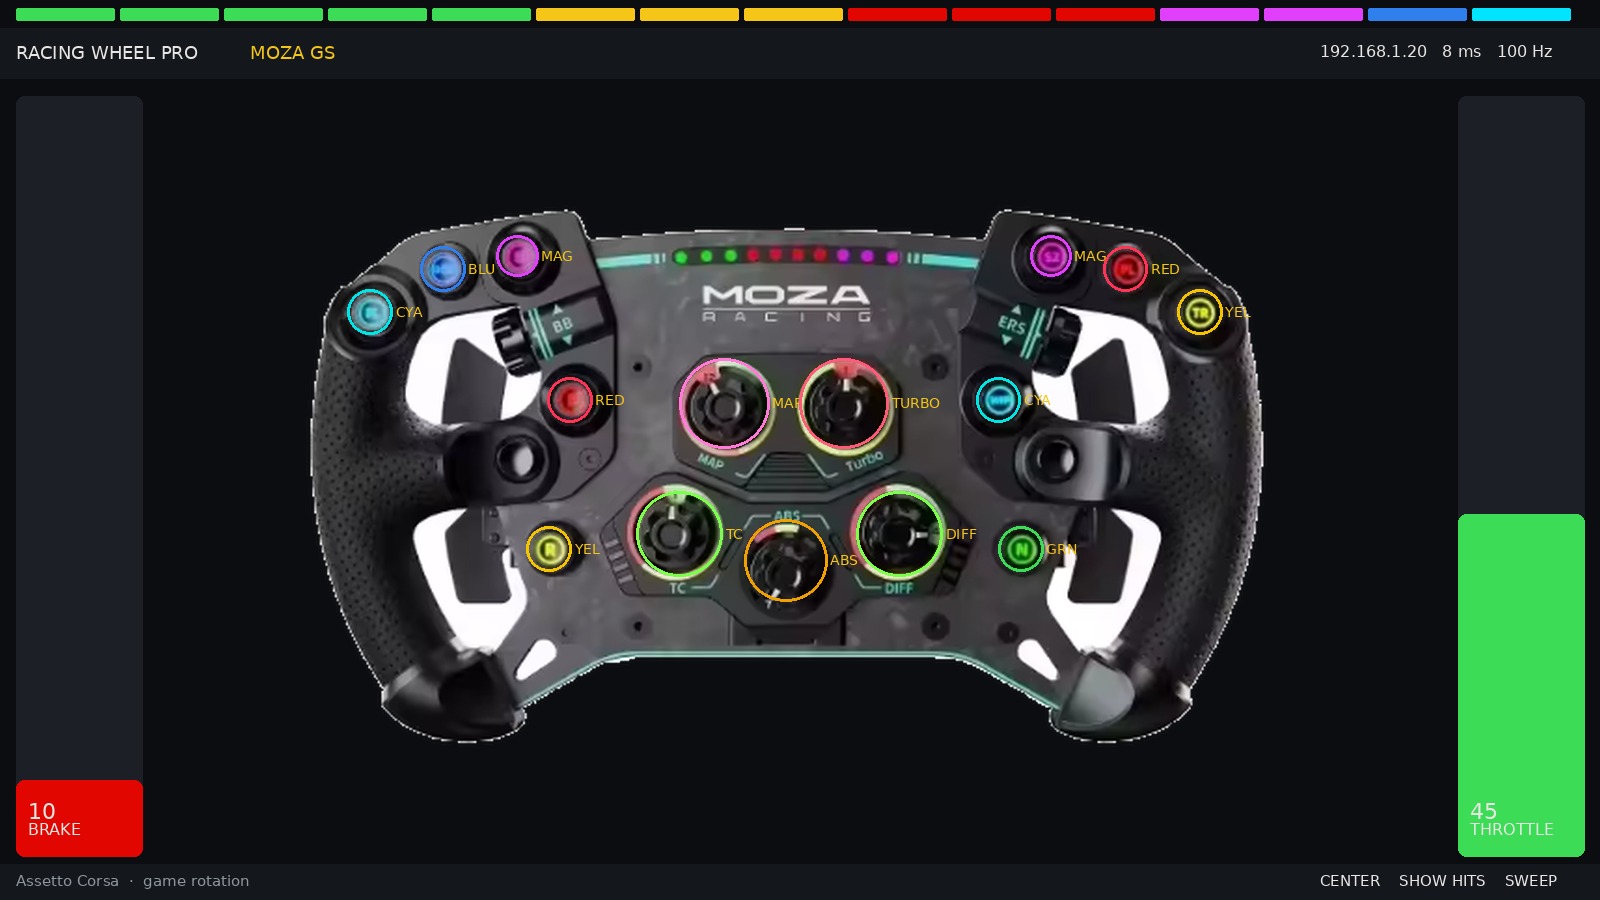 RACING WHEEL PRO MOZA GS 192.168.1.20 8 ms 100 Hz
MAG MAG
BLU RED
CYA YEL
MOZA
RACING
BB ERS
RED MAP TURBO CYA
MAP Turbo
ABS
TC DIFF
YEL GRN
ABS
TC DIFF
R N
TR
10
BRAKE
45
THROTTLE
Assetto Corsa · game rotation CENTER SHOW HITS SWEEP